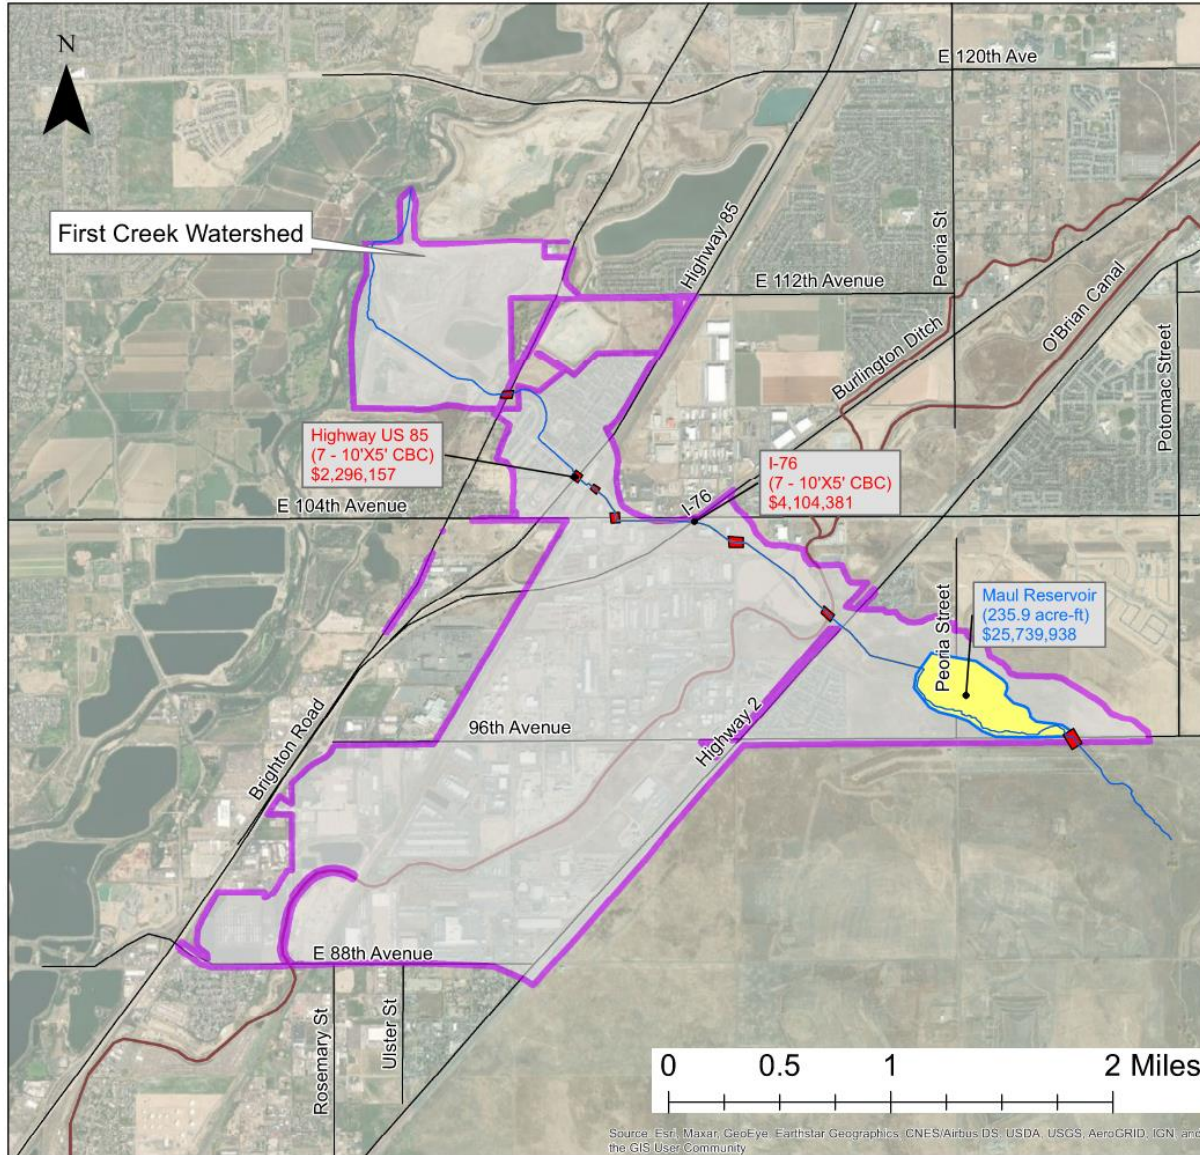 N
E 120th Ave
First Creek Watershed
Highway 85
Peoria St
E 112th Avenue
Burlington Ditch
O'Brian Canal
Potomac Street
Highway US 85
(7 - 10'X5' CBC)
$2,296,157
I-76
(7 - 10'X5' CBC)
$4,104,381
E 104th Avenue
I-76
Peoria Street
Maul Reservoir
(235.9 acre-ft)
$25,739,938
96th Avenue
Highway 2
Brighton Road
E 88th Avenue
Rosemary St
Ulster St
0 0.5 1 2 Miles
Source: Esri, Maxar, GeoEye, Earthstar Geographics, CNES/Airbus DS, USDA, USGS, AeroGRID, IGN, and
the GIS User Community